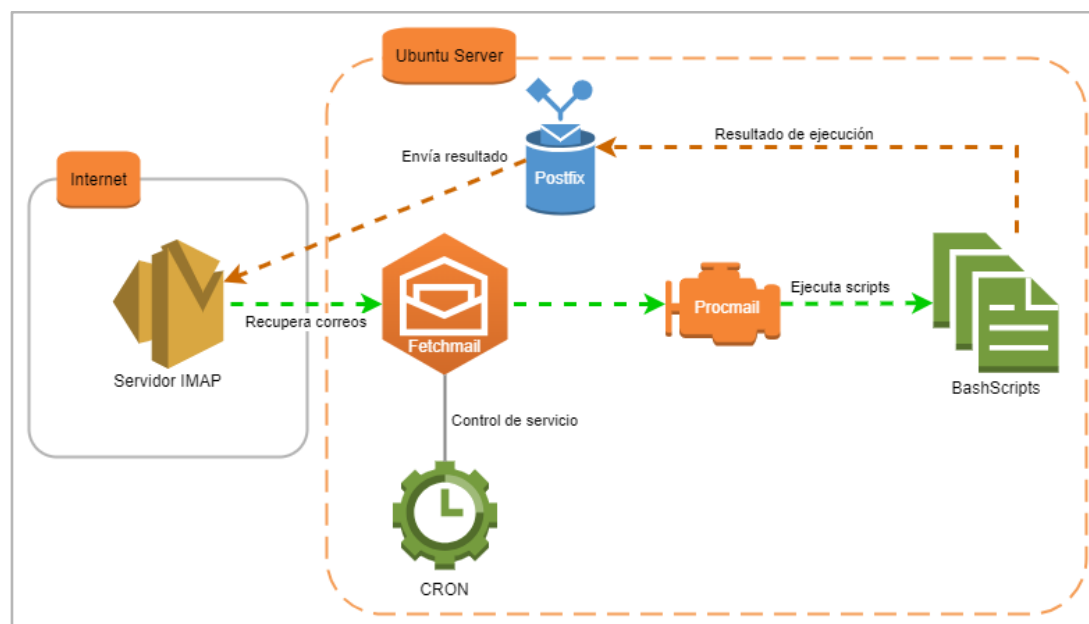 Ubuntu Server
Resultado de ejecución
Envía resultado
Postfix
Internet
Ejecuta scripts
Procmail
Recupera correos
Fetchmail
Servidor IMAP
BashScripts
Control de servicio
CRON